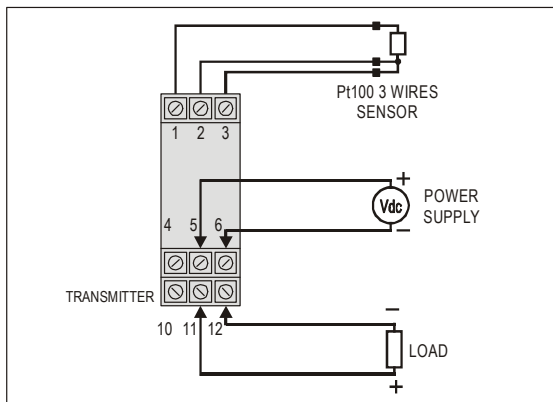 Pt100 3 WIRES
SENSOR
1 2 3
+
Vdc
POWER
SUPPLY
–
4 5 6
TRANSMITTER
10 11 12
–
LOAD
+